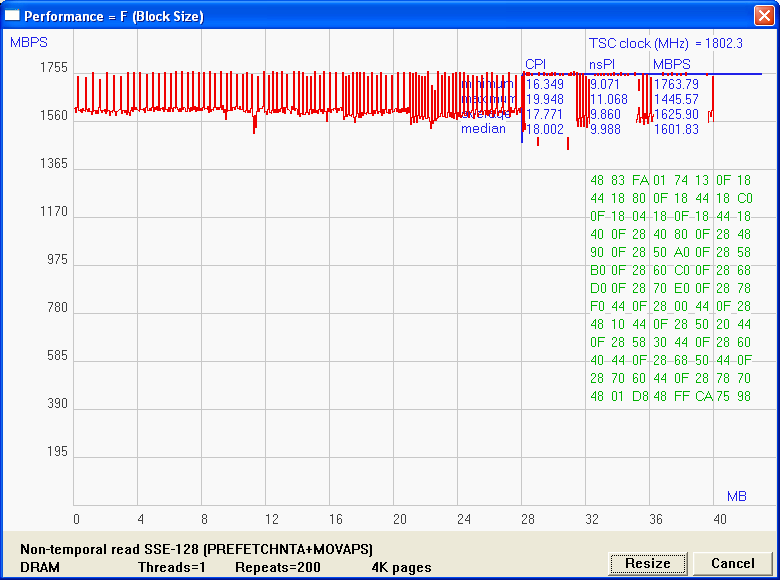 Performance = F (Block Size)
MBPS
TSC clock (MHz) = 1802.3
CPI nsPI MBPS
minimum 16.349 9.071 1763.79
maximum 19.948 11.068 1445.57
average 17.771 9.860 1625.90
median 18.002 9.988 1601.83
1755
1560
1365
1170
975
780
585
390
195
48 83 FA 01 74 13 0F 18
44 18 80 0F 18 44 18 C0
0F 18 04 18 0F 18 44 18
40 0F 28 40 80 0F 28 48
90 0F 28 50 A0 0F 28 58
B0 0F 28 60 C0 0F 28 68
D0 0F 28 70 E0 0F 28 78
F0 44 0F 28 00 44 0F 28
48 10 44 0F 28 50 20 44
0F 28 58 30 44 0F 28 60
40 44 0F 28 68 50 44 0F
28 70 60 44 0F 28 78 70
48 01 D8 48 FF CA 75 98
MB
0 4 8 12 16 20 24 28 32 36 40
Non-temporal read SSE-128 (PREFETCHNTA+MOVAPS)
DRAM Threads=1 Repeats=200 4K pages
Resize Cancel